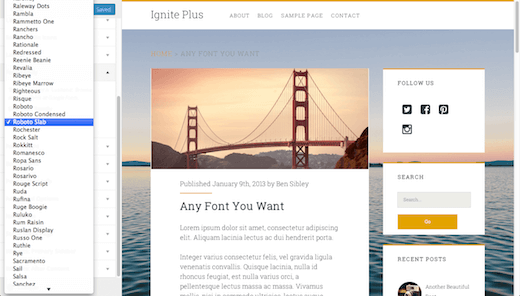 Raleway Dots
Rambla
Rammetto One
Ranchers
Rancho
Rationale
Redressed
Reenie Beanie
Revalia
Ribeye
Ribeye Marrow
Righteous
Risque
Roboto
Roboto Condensed
✓ Roboto Slab
Rochester
Rock Salt
Rokkitt
Romanesco
Ropa Sans
Rosario
Rosarivo
Rouge Script
Ruda
Rufina
Ruge Boogie
Ruluko
Rum Raisin
Ruslan Display
Russo One
Ruthie
Rye
Sacramento
Sail
Salsa
Sanchez
Saved
Ignite Plus
ABOUT BLOG SAMPLE PAGE CONTACT
ANY FONT YOU WANT
Published January 9th, 2013 by Ben Sibley
Any Font You Want
Lorem ipsum dolor sit amet, consectetur adipiscing
elit. Aliquam lacinia lectus ac dui hendrerit porta.
Integer varius consectetur felis, vel gravida ligula
venenatis convallis. Quisque lacinia, nulla id
rhoncus feugiat, est nulla varius orci, a
pellentesque lectus massa ac massa. Vivamus
FOLLOW US
SEARCH
Search...
Go
RECENT POSTS
Another Beautiful